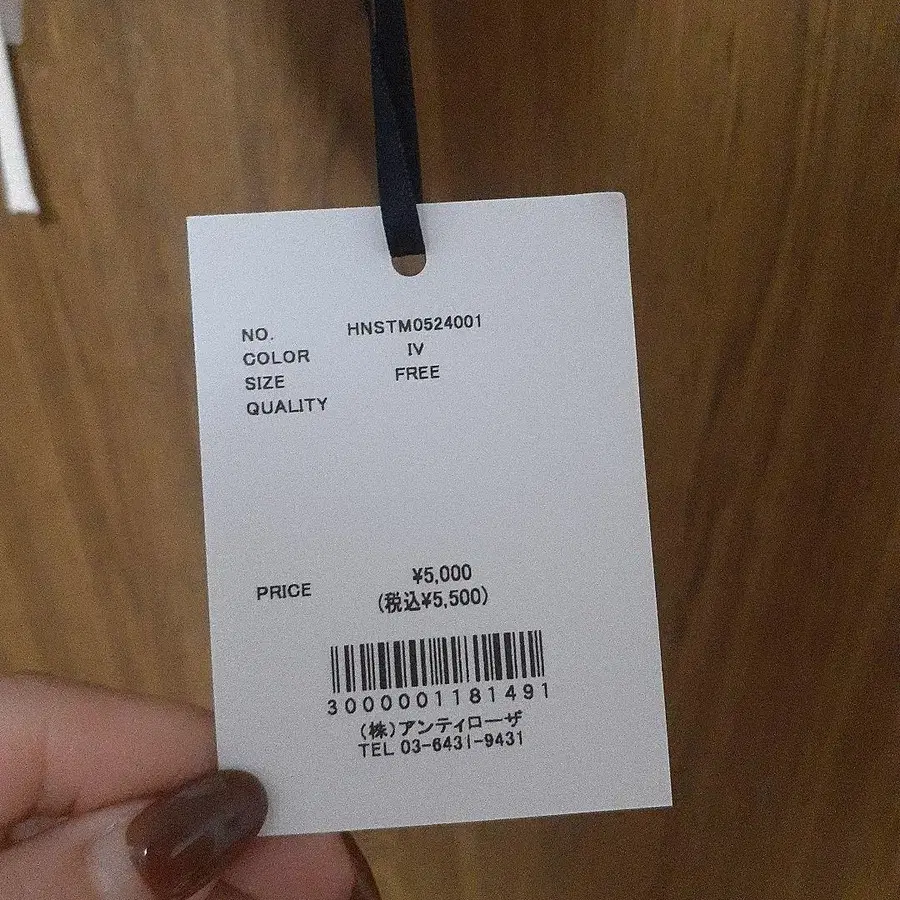 NO. HNSTM0524001
COLOR IV
SIZE FREE
QUALITY
PRICE ¥5,000
(税込¥5,500)
3000001181491
(株)アンティローザ
TEL 03-6431-9431